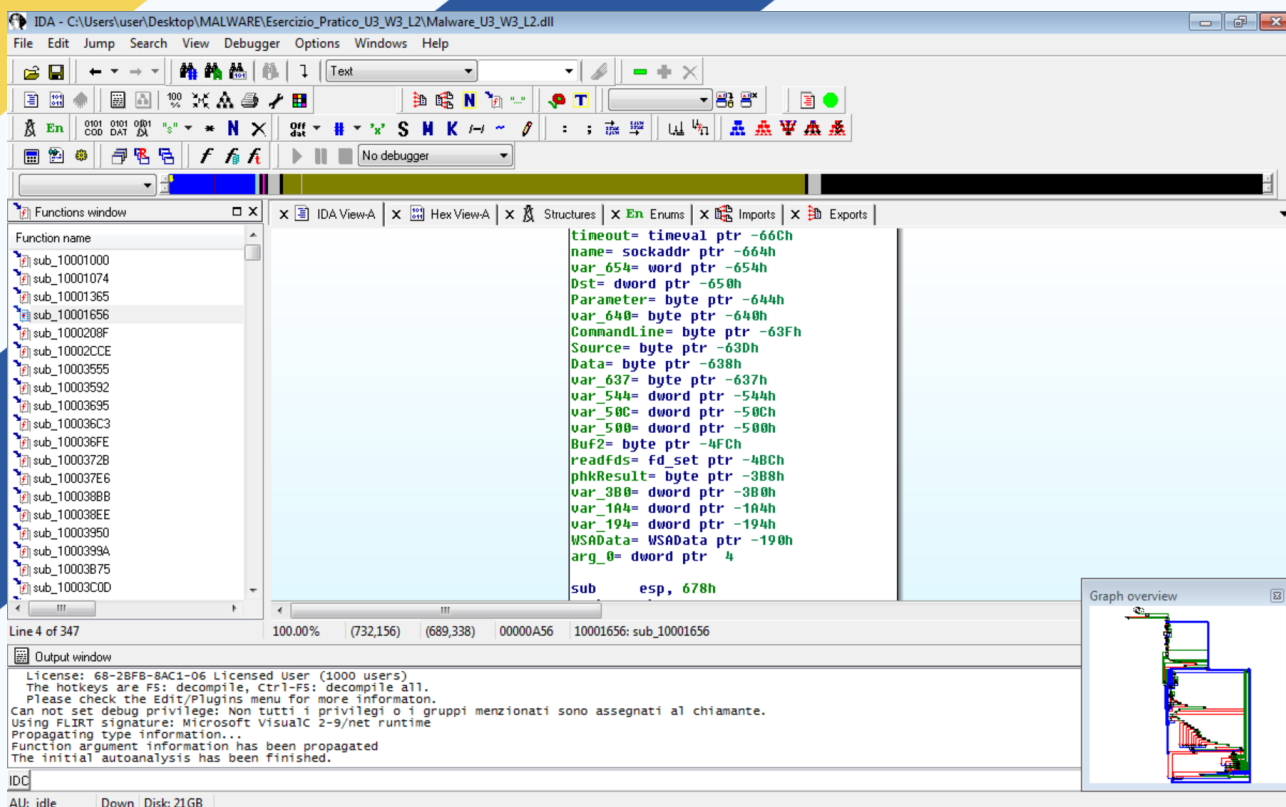 IDA - C:\Users\user\Desktop\MALWARE\Esercizio_Pratico_U3_W3_L2\Malware_U3_W3_L2.dll
File Edit Jump Search View Debugger Options Windows Help
Text
No debugger
Functions window
IDA View-A
Hex View-A
Structures
En Enums
Imports
Exports
Function name
sub_10001000
sub_10001074
sub_10001365
sub_10001656
sub_1000208F
sub_10002CCE
sub_10003555
sub_10003592
sub_10003695
sub_100036C3
sub_100036FE
sub_1000372B
sub_100037E6
sub_100038BB
sub_100038EE
sub_10003950
sub_1000399A
sub_10003B75
sub_10003C0D
timeout= timeval ptr -66Ch
name= sockaddr ptr -664h
var_654= word ptr -654h
Dst= dword ptr -650h
Parameter= byte ptr -644h
var_640= byte ptr -640h
CommandLine= byte ptr -63Fh
Source= byte ptr -63Dh
Data= byte ptr -638h
var_637= byte ptr -637h
var_544= dword ptr -544h
var_50C= dword ptr -50Ch
var_500= dword ptr -500h
Buf2= byte ptr -4FCh
readfds= fd_set ptr -4BCh
phkResult= byte ptr -3B8h
var_3B0= dword ptr -3B0h
var_1A4= dword ptr -1A4h
var_194= dword ptr -194h
WSAData= WSAData ptr -190h
arg_0= dword ptr 4
sub esp, 678h
Graph overview
Line 4 of 347
100.00% (732,156) (689,338) 00000A56 10001656: sub_10001656
Output window
License: 68-2BFB-8AC1-06 Licensed User (1000 users)
The hotkeys are F5: decompile, Ctrl-F5: decompile all.
Please check the Edit/Plugins menu for more informaton.
Can not set debug privilege: Non tutti i privilegi o i gruppi menzionati sono assegnati al chiamante.
Using FLIRT signature: Microsoft VisualC 2-9/net runtime
Propagating type information...
Function argument information has been propagated
The initial autoanalysis has been finished.
IDC
AU: idle Down Disk: 21GB